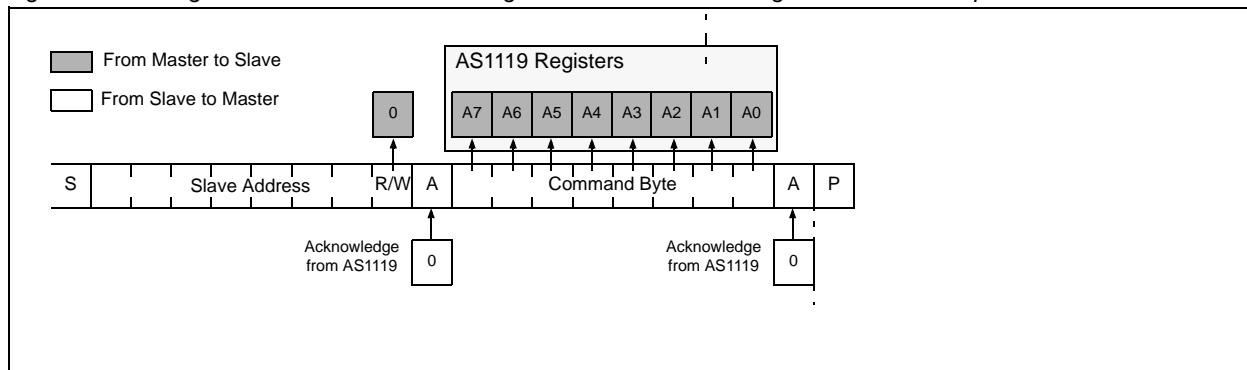 From Master to Slave
From Slave to Master
AS1119 Registers
0
A7 A6 A5 A4 A3 A2 A1 A0
S Slave Address R/W A Command Byte A P
Acknowledge
from AS1119
0
Acknowledge
from AS1119
0